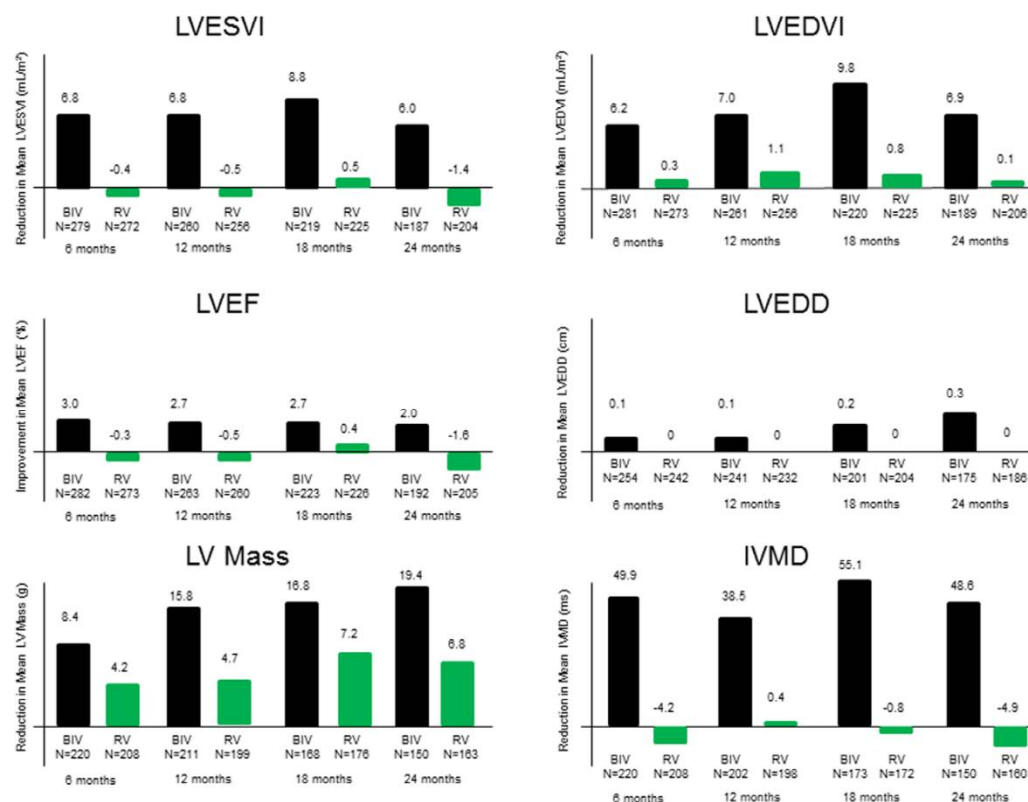 LVESVI
Reduction in Mean LVESVI (mL/m²)
6.8 -0.4 6.8 -0.5 8.8 0.5 6.0 -1.4
BIV RV BIV RV BIV RV BIV RV
N=279 N=272 N=260 N=256 N=219 N=225 N=187 N=204
6 months 12 months 18 months 24 months
LVEDVI
Reduction in Mean LVEDVI (mL/m²)
6.2 0.3 7.0 1.1 9.8 0.8 6.9 0.1
BIV RV BIV RV BIV RV BIV RV
N=281 N=273 N=261 N=256 N=220 N=225 N=189 N=206
6 months 12 months 18 months 24 months
LVEF
Improvement in Mean LVEF (%)
3.0 -0.3 2.7 -0.5 2.7 0.4 2.0 -1.6
BIV RV BIV RV BIV RV BIV RV
N=282 N=273 N=263 N=260 N=223 N=226 N=192 N=205
6 months 12 months 18 months 24 months
LVEDD
Reduction in Mean LVEDD (cm)
0.1 0 0.1 0 0.2 0 0.3 0
BIV RV BIV RV BIV RV BIV RV
N=254 N=242 N=241 N=232 N=201 N=204 N=175 N=186
6 months 12 months 18 months 24 months
LV Mass
Reduction in Mean LV Mass (g)
8.4 4.2 15.8 4.7 16.8 7.2 19.4 6.8
BIV RV BIV RV BIV RV BIV RV
N=220 N=208 N=211 N=199 N=168 N=176 N=150 N=163
6 months 12 months 18 months 24 months
IVMD
Reduction in Mean IVMD (ms)
49.9 -4.2 38.5 0.4 55.1 -0.8 48.6 -4.9
BIV RV BIV RV BIV RV BIV RV
N=220 N=208 N=202 N=198 N=173 N=172 N=150 N=160
6 months 12 months 18 months 24 months